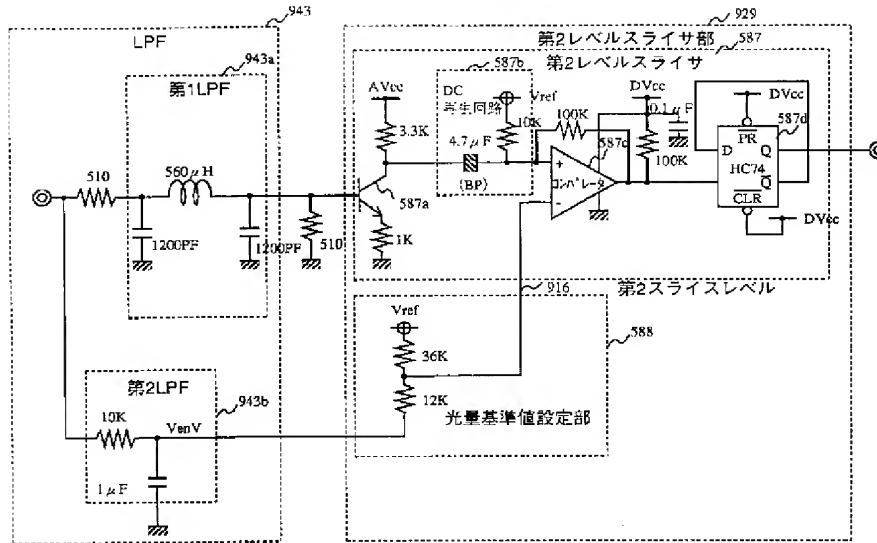 943
LPF
943a
第1LPF
510
560μH
1200PF
1200PF
510
第2LPF
943b
10K
VenV
1μF
929
第2レベルスライサ部
587
第2レベルスライサ
587b
DC
再生回路
AVcc
3.3K
Vref
10K
4.7μF
(BP)
587a
1K
100K
587c
+
コンパレータ
-
DVcc
0.1μF
100K
DVcc
587d
PR
D
Q
HC74
Q
CLR
DVcc
第2スライスレベル
916
588
Vref
36K
12K
光量基準値設定部